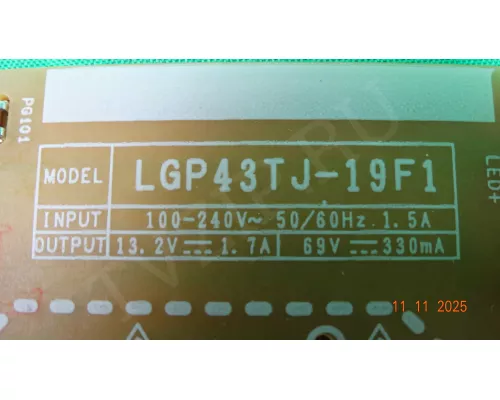 PG101
MODEL LGP43TJ-19F1
INPUT 100-240V~ 50/60Hz 1.5A
OUTPUT 13.2V⎓1.7A 69V⎓330mA
LED+
11 11 2025